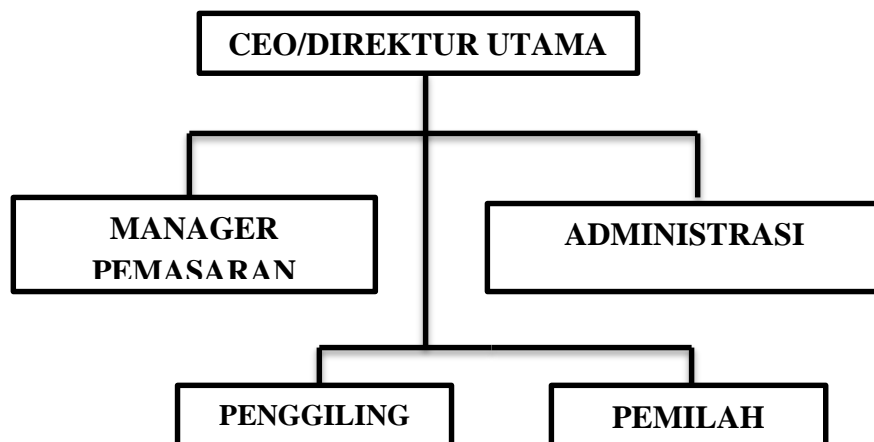 CEO/DIREKTUR UTAMA
MANAGER
PEMASARAN
ADMINISTRASI
PENGGILING
PEMILAH